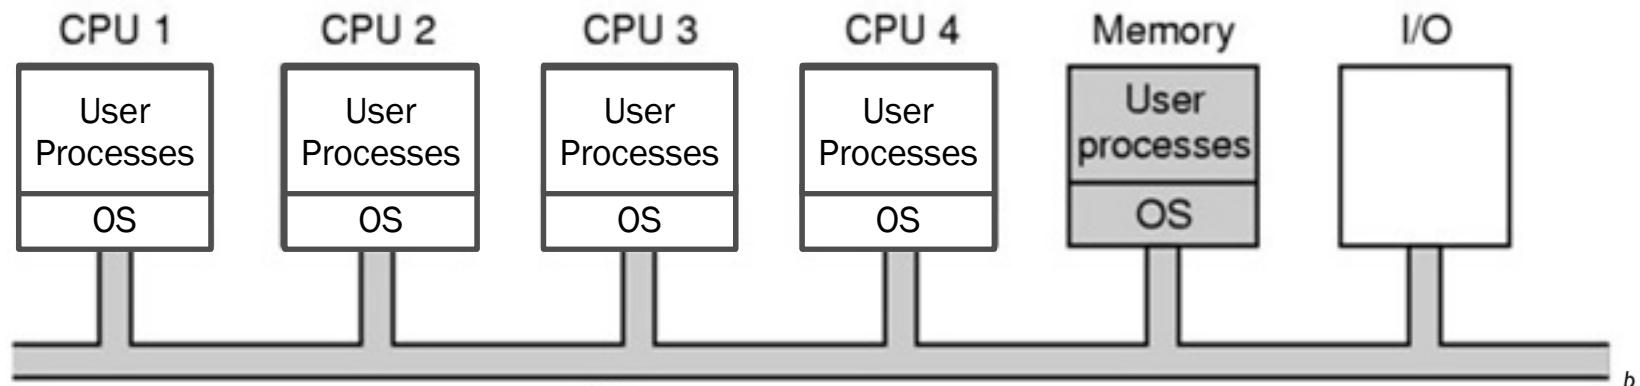 CPU 1
CPU 2
CPU 3
CPU 4
Memory
I/O
User
Processes
OS
User
Processes
OS
User
Processes
OS
User
Processes
OS
User
processes
OS
b